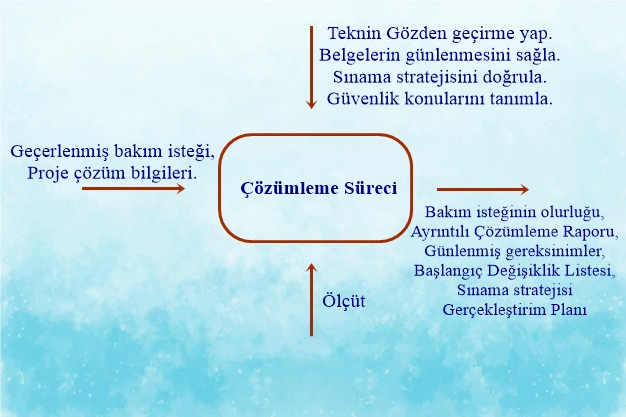 Teknin Gözden geçirme yap.
Belgelerin günlenmesini sağla.
Sınama stratejisini doğrula.
Güvenlik konularını tanımla.
Geçerlenmiş bakım isteği,
Proje çözüm bilgileri.
Çözümleme Süreci
Bakım isteğinin olurluğu,
Ayrıntılı Çözümleme Raporu,
Günlenmiş gereksinimler,
Başlangıç Değişiklik Listesi,
Sınama stratejisi
Gerçekleştirim Planı
Ölçüt